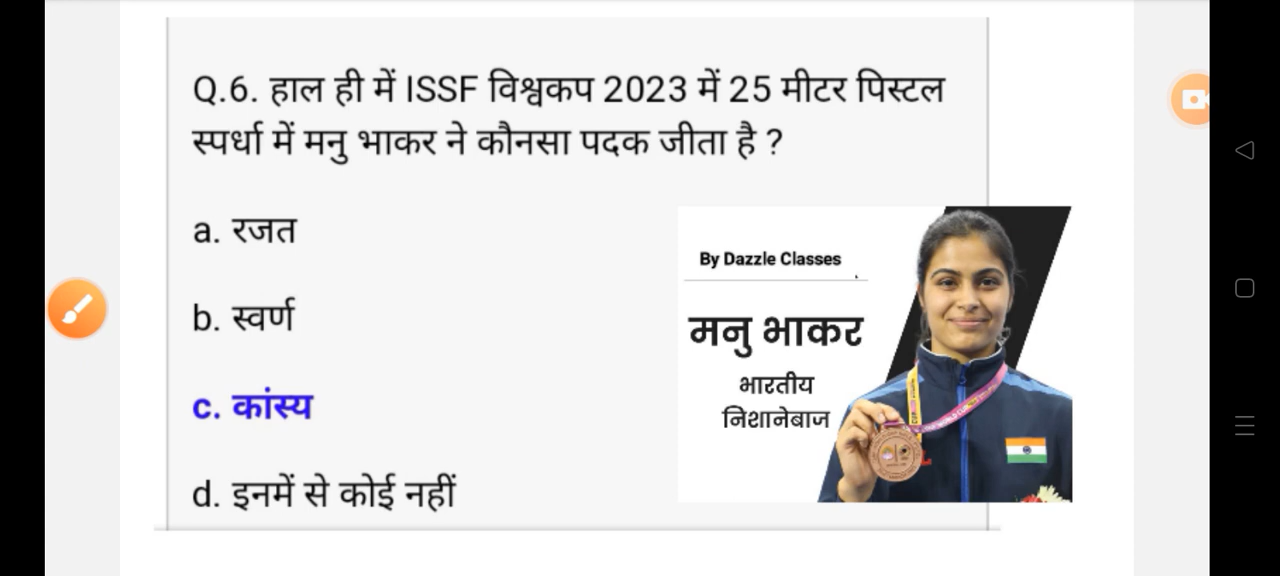 Q.6. हाल ही में ISSF विश्वकप 2023 में 25 मीटर पिस्टल
स्पर्धा में मनु भाकर ने कौनसा पदक जीता है ?
a. रजत
b. स्वर्ण
c. कांस्य
d. इनमें से कोई नहीं
By Dazzle Classes
मनु भाकर
भारतीय
निशानेबाज